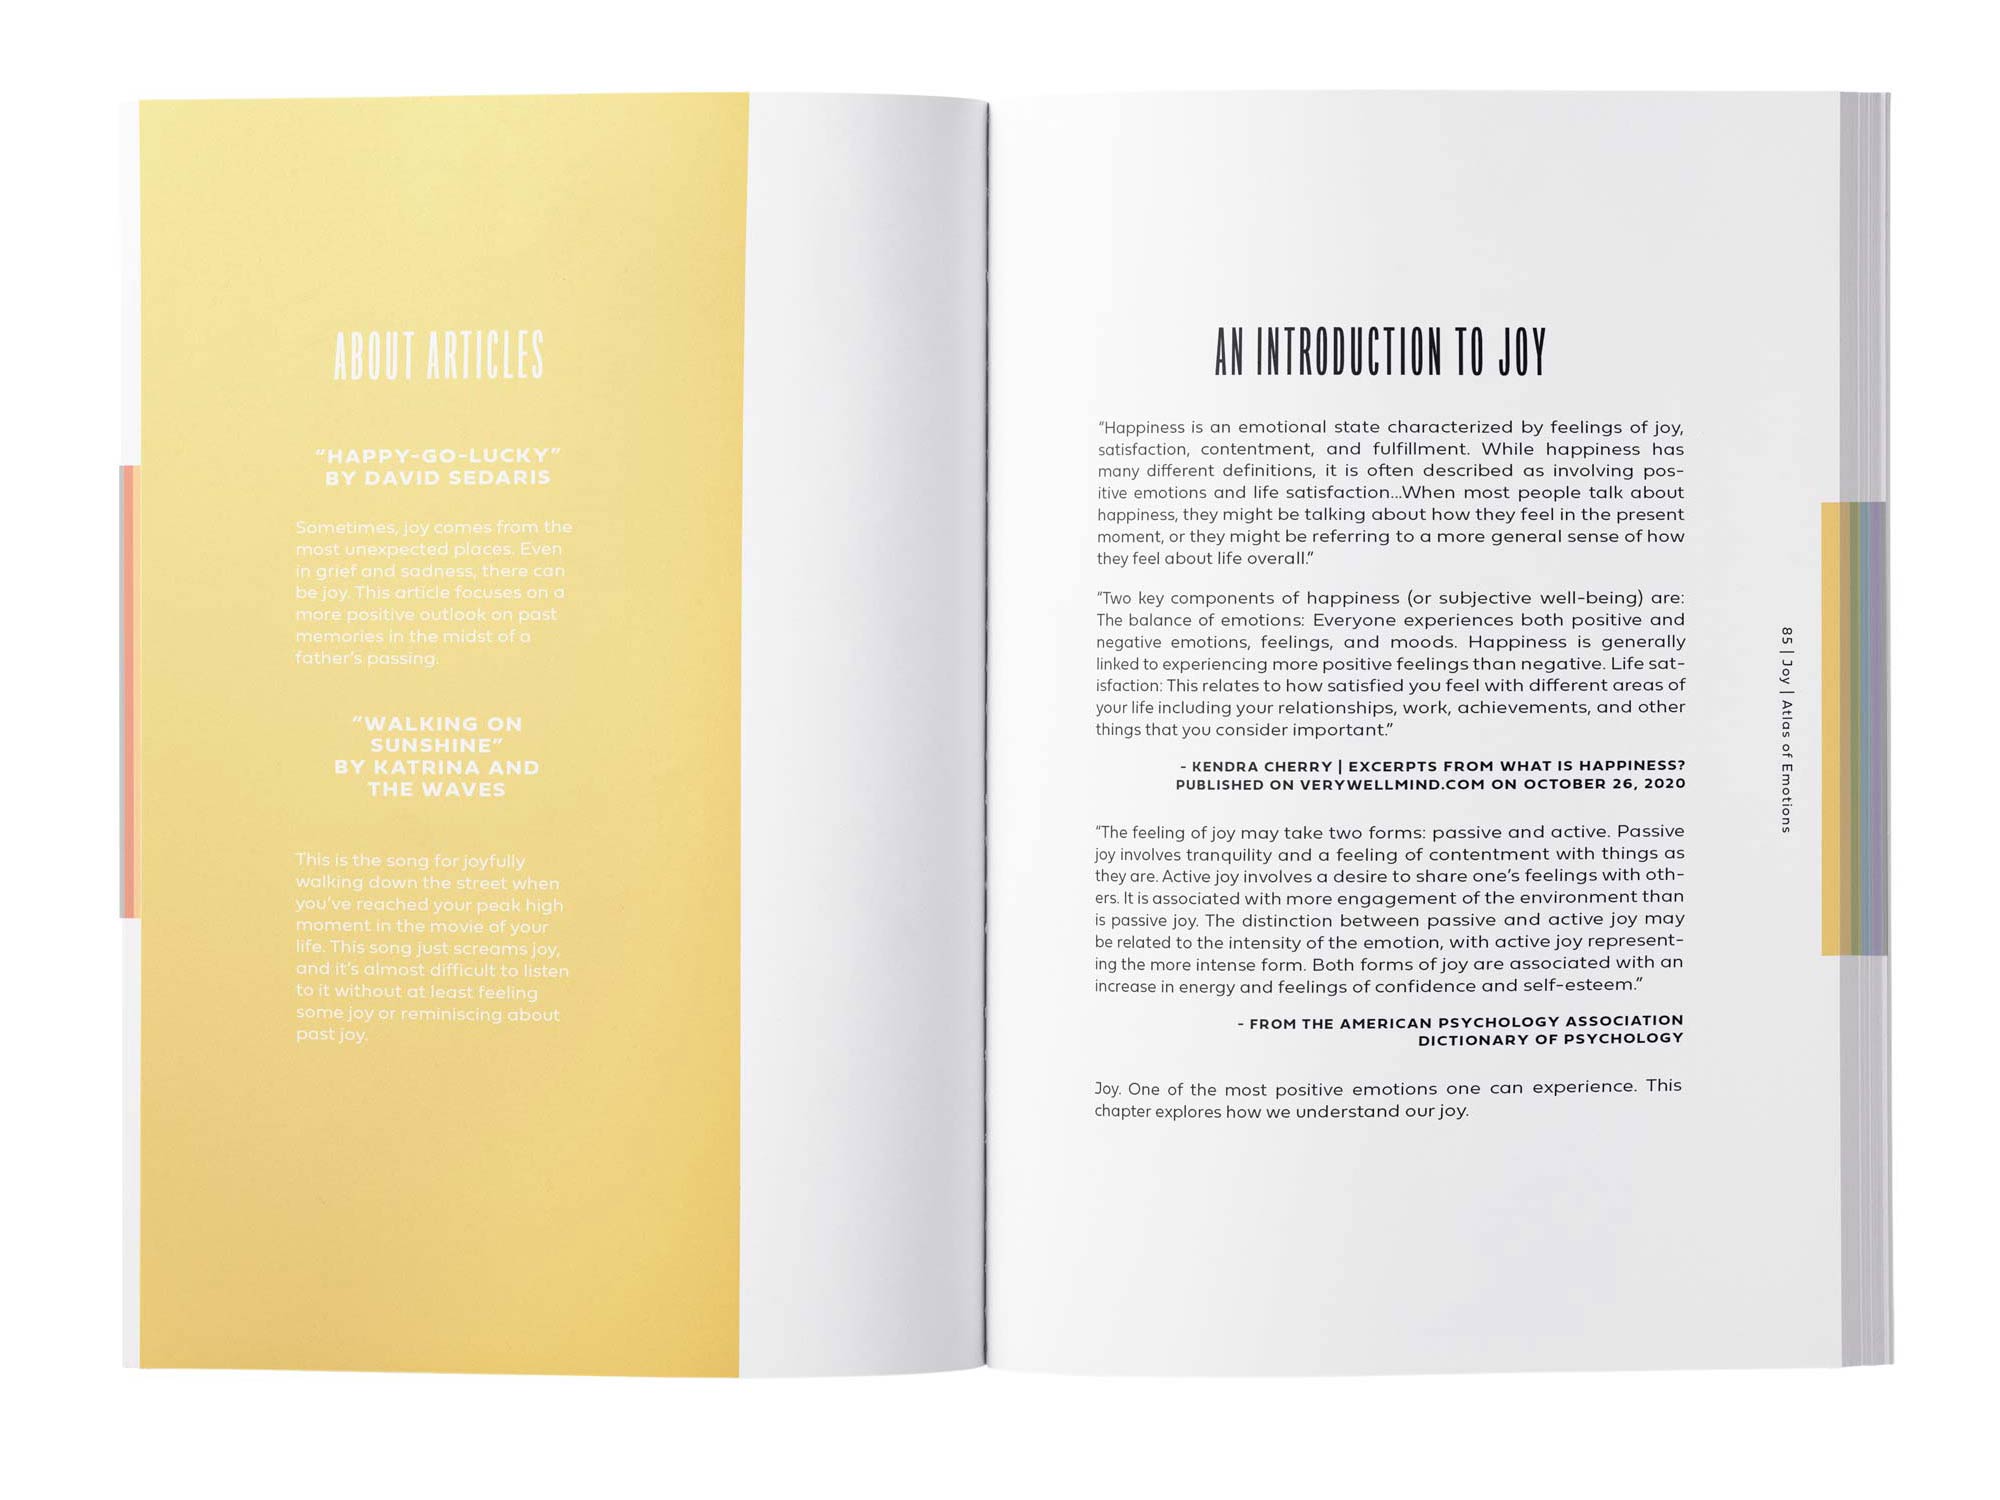 ABOUT ARTICLES
“HAPPY-GO-LUCKY”
BY DAVID SEDARIS
Sometimes, joy comes from the
most unexpected places. Even
in grief and sadness, there can
be joy. This article focuses on a
more positive outlook on past
memories in the midst of a
father’s passing.
“WALKING ON
SUNSHINE”
BY KATRINA AND
THE WAVES
This is the song for joyfully
walking down the street when
you’ve reached your peak high
moment in the movie of your
life. This song just screams joy,
and it’s almost difficult to listen
to it without at least feeling
some joy or reminiscing about
past joy.
AN INTRODUCTION TO JOY
“Happiness is an emotional state characterized by feelings of joy,
satisfaction, contentment, and fulfillment. While happiness has
many different definitions, it is often described as involving pos-
itive emotions and life satisfaction...When most people talk about
happiness, they might be talking about how they feel in the present
moment, or they might be referring to a more general sense of how
they feel about life overall.”
“Two key components of happiness (or subjective well-being) are:
The balance of emotions: Everyone experiences both positive and
negative emotions, feelings, and moods. Happiness is generally
linked to experiencing more positive feelings than negative. Life sat-
isfaction: This relates to how satisfied you feel with different areas of
your life including your relationships, work, achievements, and other
things that you consider important.”
- KENDRA CHERRY | EXCERPTS FROM WHAT IS HAPPINESS?
PUBLISHED ON VERYWELLMIND.COM ON OCTOBER 26, 2020
“The feeling of joy may take two forms: passive and active. Passive
joy involves tranquility and a feeling of contentment with things as
they are. Active joy involves a desire to share one’s feelings with oth-
ers. It is associated with more engagement of the environment than
is passive joy. The distinction between passive and active joy may
be related to the intensity of the emotion, with active joy represent-
ing the more intense form. Both forms of joy are associated with an
increase in energy and feelings of confidence and self-esteem.”
- FROM THE AMERICAN PSYCHOLOGY ASSOCIATION
DICTIONARY OF PSYCHOLOGY
Joy. One of the most positive emotions one can experience. This
chapter explores how we understand our joy.
85 | Joy | Atlas of Emotions